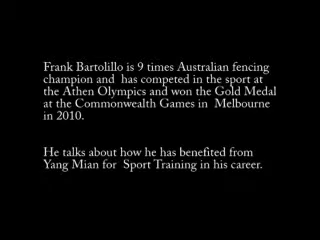 Frank Bartolillo is 9 times Australian fencing
champion and has competed in the sport at
the Athen Olympics and won the Gold Medal
at the Commonwealth Games in Melbourne
in 2010.
He talks about how he has benefited from
Yang Mian for Sport Training in his career.